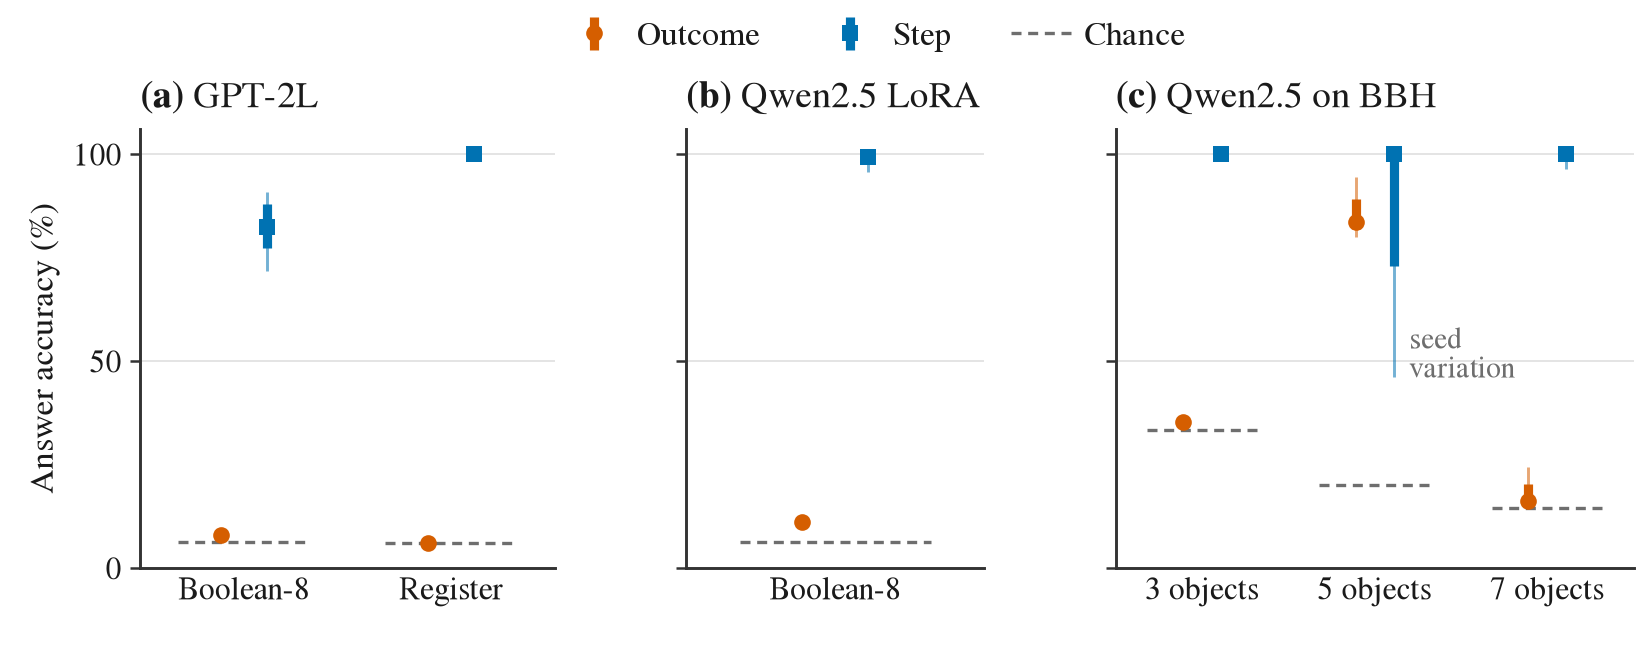 Outcome Step Chance
(a) GPT-2L
(b) Qwen2.5 LoRA
(c) Qwen2.5 on BBH
Answer accuracy (%)
100
50
0
Boolean-8 Register
Boolean-8
seed
variation
3 objects 5 objects 7 objects